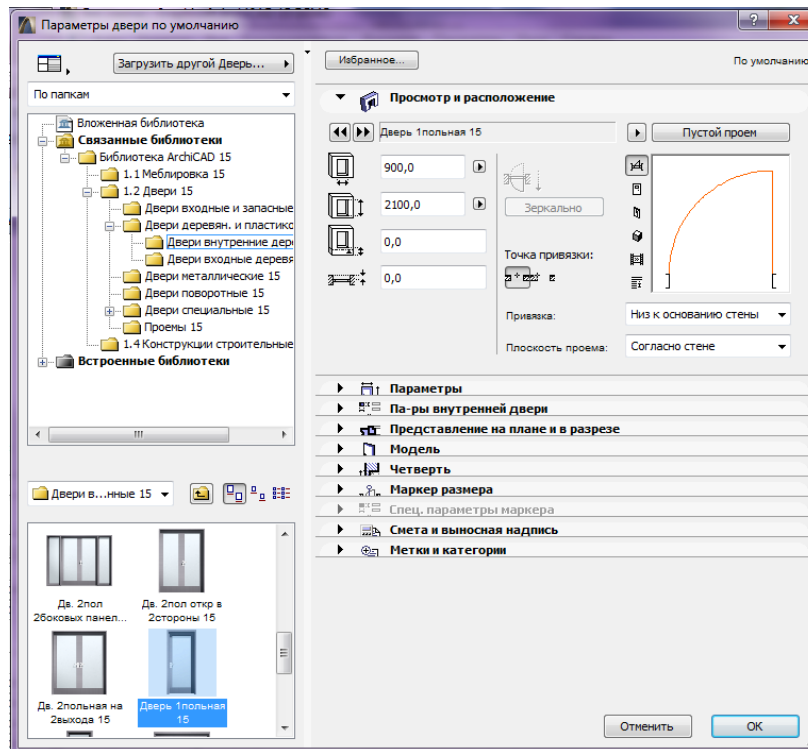 Параметры двери по умолчанию
Загрузить другой Дверь...
По папкам
Вложенная библиотека
Связанные библиотеки
Библиотека ArchiCAD 15
1.1 Меблировка 15
1.2 Двери 15
Двери входные и запасные
Двери деревян. и пластико
Двери внутренние дер
Двери входные деревя
Двери металлические 15
Двери поворотные 15
Двери специальные 15
Проемы 15
1.4 Конструкции строительные
Встроенные библиотеки
Двери в...нные 15
Дв. 2пол
2боковых панел...
Дв. 2пол откр в
2стороны 15
Дв. 2польная на
2выхода 15
Дверь 1польная
15
Избранное...
По умолчанию
Просмотр и расположение
Дверь 1польная 15
Пустой проем
900,0
2100,0
0,0
0,0
Зеркально
Точка привязки:
Привязка:
Низ к основанию стены
Плоскость проема:
Согласно стене
Параметры
Па-ры внутренней двери
Представление на плане и в разрезе
Модель
Четверть
Маркер размера
Спец. параметры маркера
Смета и выносная надпись
Метки и категории
Отменить
OK